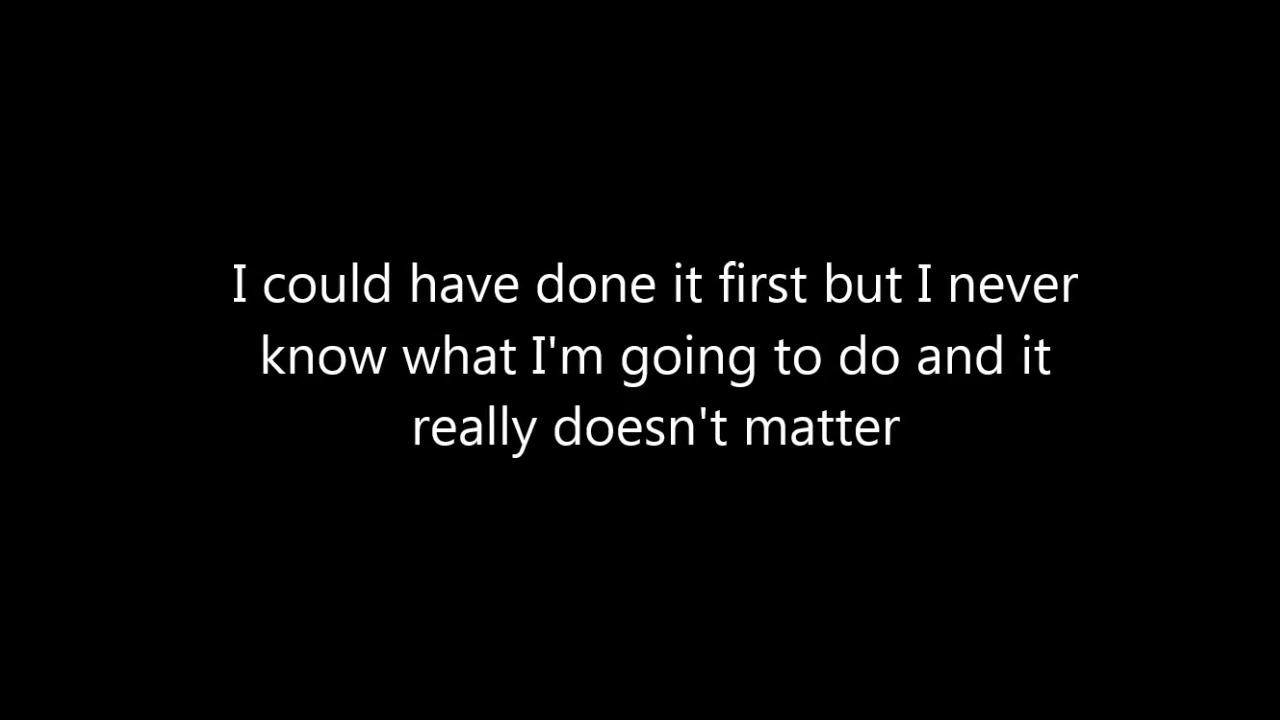 I could have done it first but I never
know what I'm going to do and it
really doesn't matter